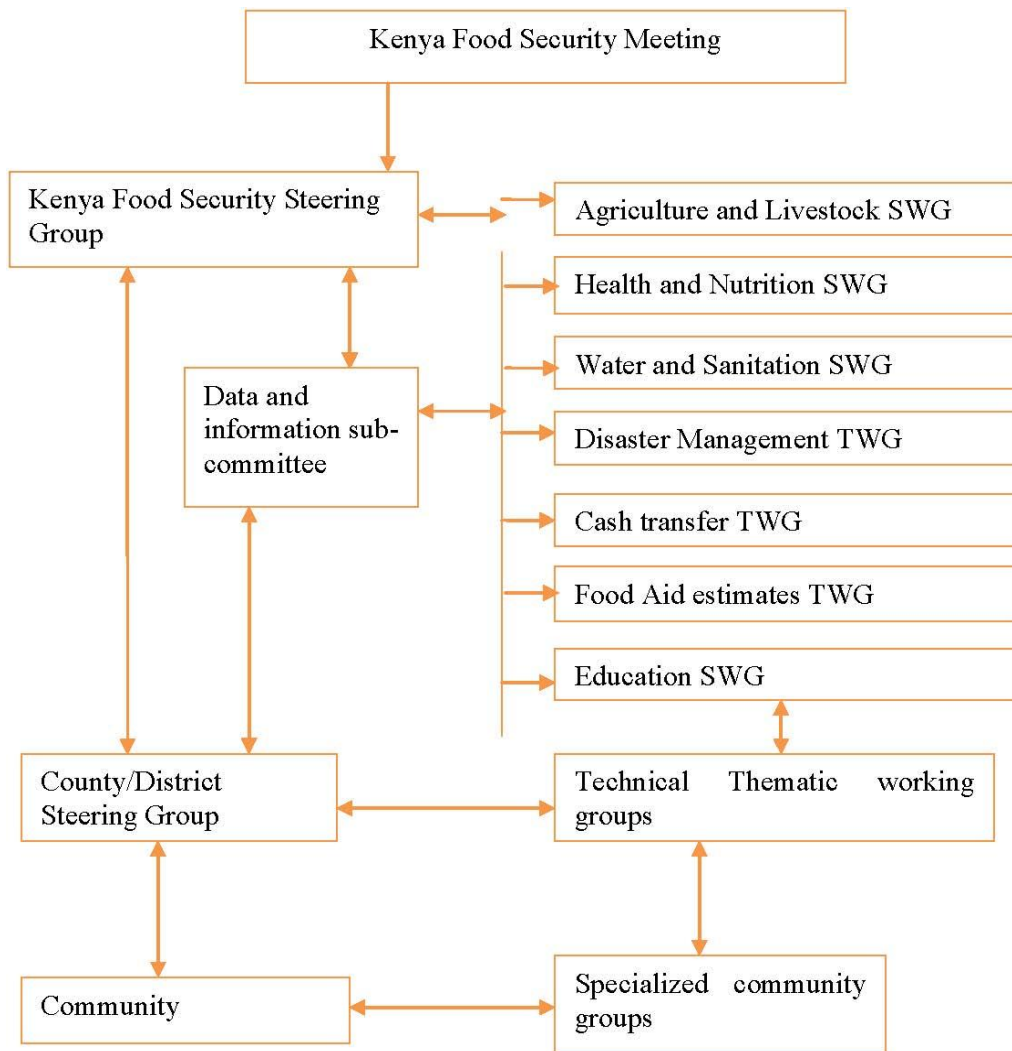 Kenya Food Security Meeting
Kenya Food Security Steering
Group
Agriculture and Livestock SWG
Health and Nutrition SWG
Water and Sanitation SWG
Data and
information sub-
committee
Disaster Management TWG
Cash transfer TWG
Food Aid estimates TWG
Education SWG
County/District
Steering Group
Technical Thematic working
groups
Community
Specialized community
groups